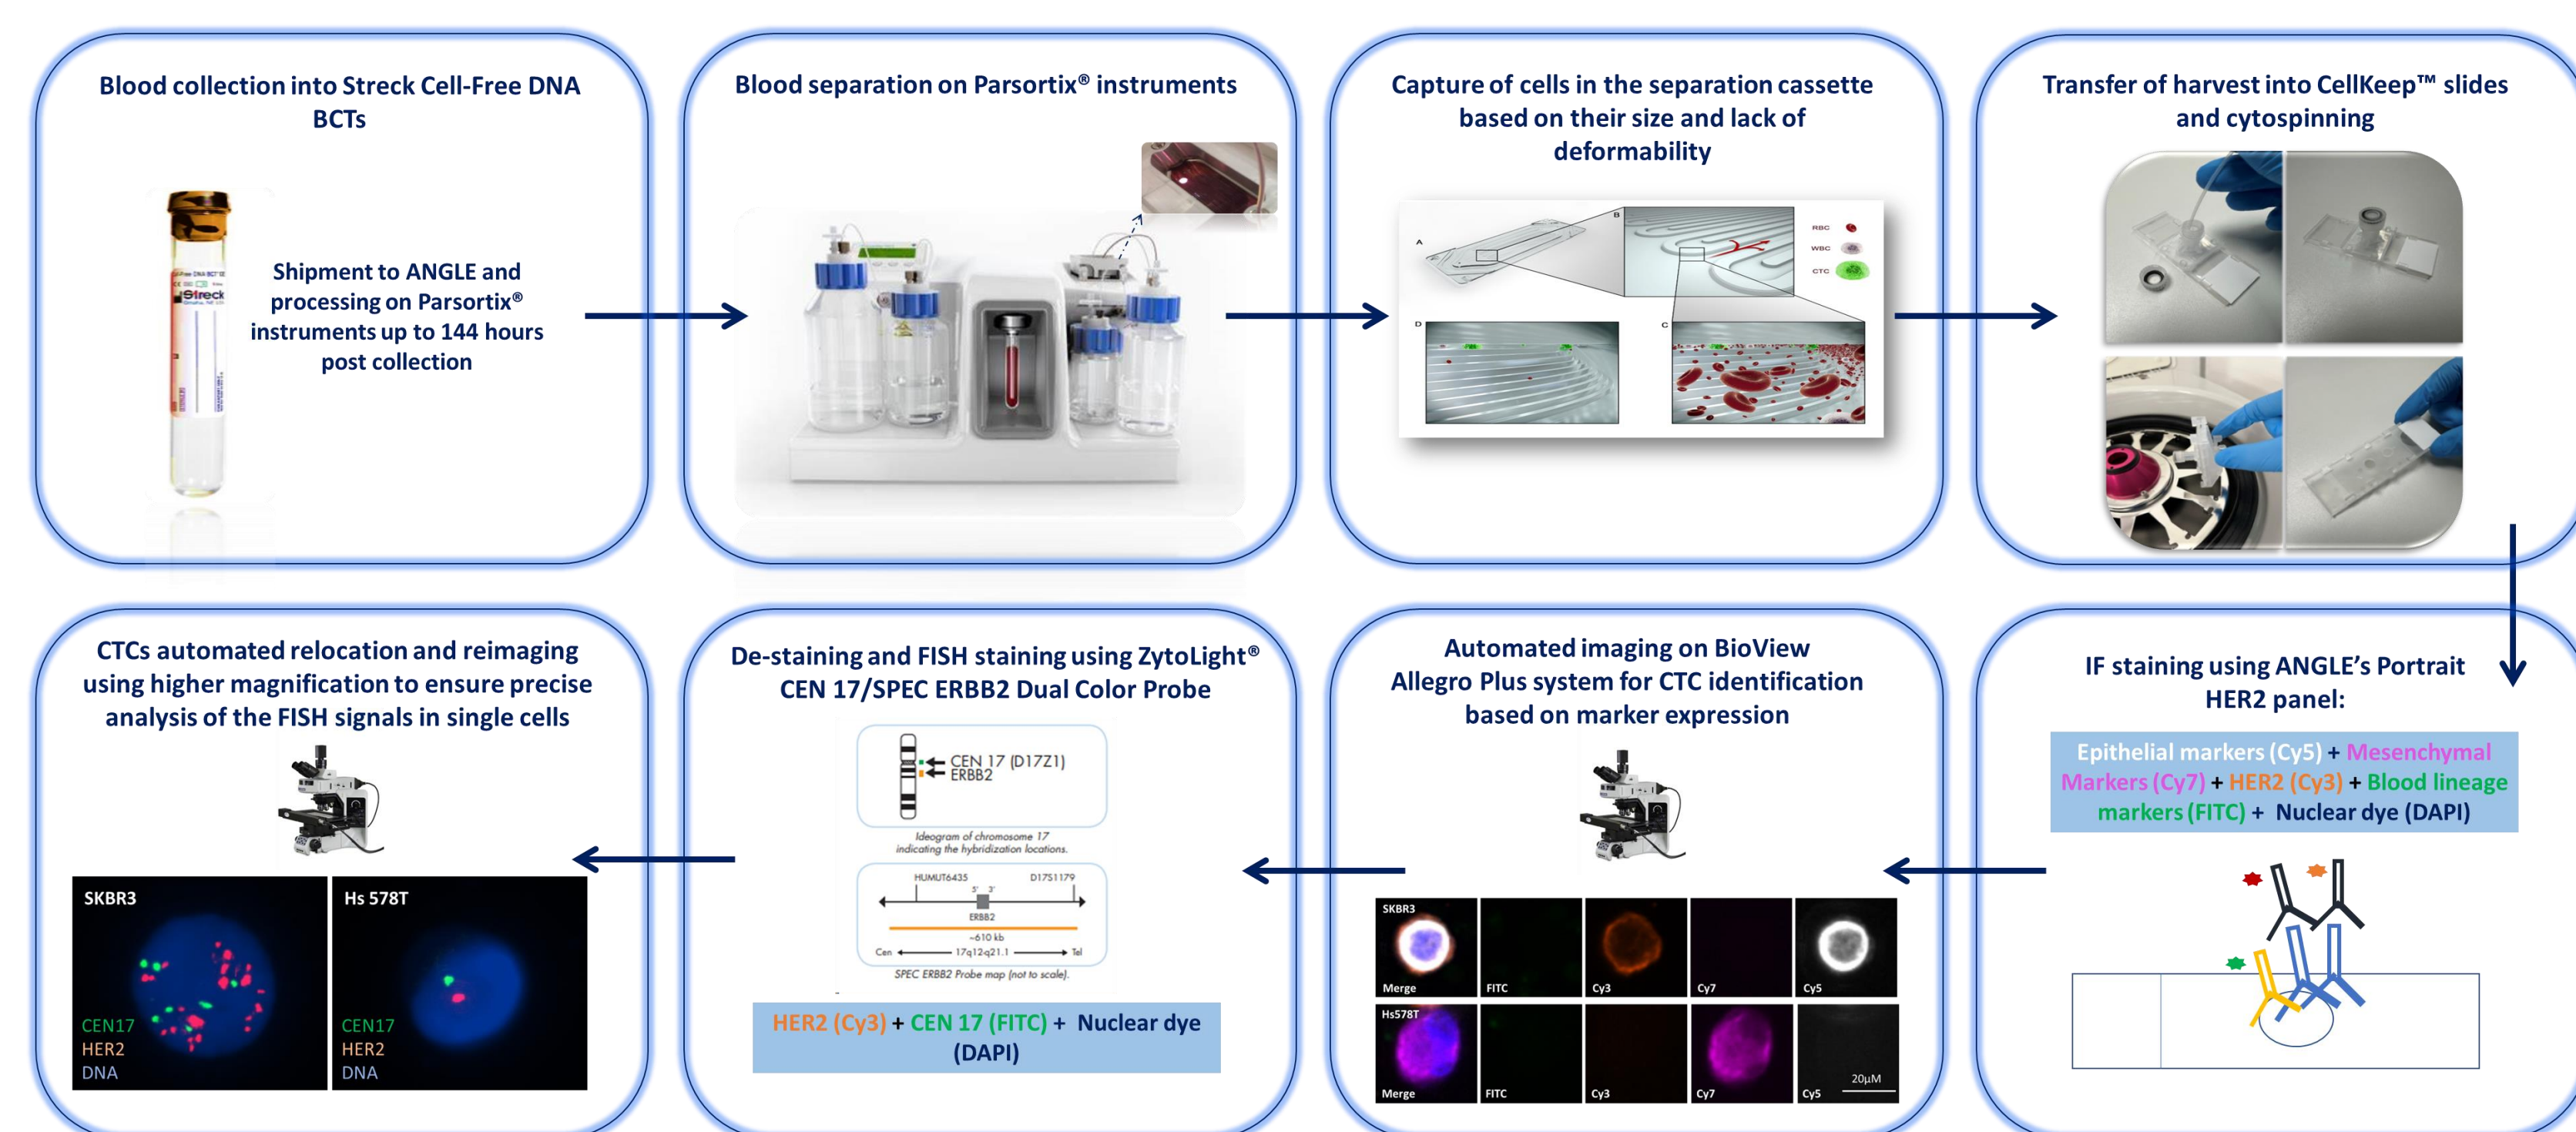 Blood collection into Streck Cell-Free DNA
BCTs
Streck
Shipment to ANGLE and
processing on Parsortix®
instruments up to 144 hours
post collection
Blood separation on Parsortix® instruments
Capture of cells in the separation cassette
based on their size and lack of
deformability
A
B
RBC
WBC
CTC
D
C
Transfer of harvest into CellKeep™ slides
and cytospinning
IF staining using ANGLE’s Portrait
HER2 panel:
Epithelial markers (Cy5) + Mesenchymal
Markers (Cy7) + HER2 (Cy3) + Blood lineage
markers (FITC) + Nuclear dye (DAPI)
Automated imaging on BioView
Allegro Plus system for CTC identification
based on marker expression
SKBR3
Merge
FITC
Cy3
Cy7
Cy5
Hs578T
Merge
FITC
Cy3
Cy7
Cy5
20µM
De-staining and FISH staining using ZytoLight®
CEN 17/SPEC ERBB2 Dual Color Probe
CEN 17 (D17Z1)
ERBB2
Ideogram of chromosome 17
indicating the hybridization locations.
HUMUT6435
D17S1179
5' 3'
ERBB2
~610 kb
Cen 17q12-q21.1 Tel
SPEC ERBB2 Probe map (not to scale).
HER2 (Cy3) + CEN 17 (FITC) + Nuclear dye
(DAPI)
CTCs automated relocation and reimaging
using higher magnification to ensure precise
analysis of the FISH signals in single cells
SKBR3
CEN17
HER2
DNA
Hs 578T
CEN17
HER2
DNA